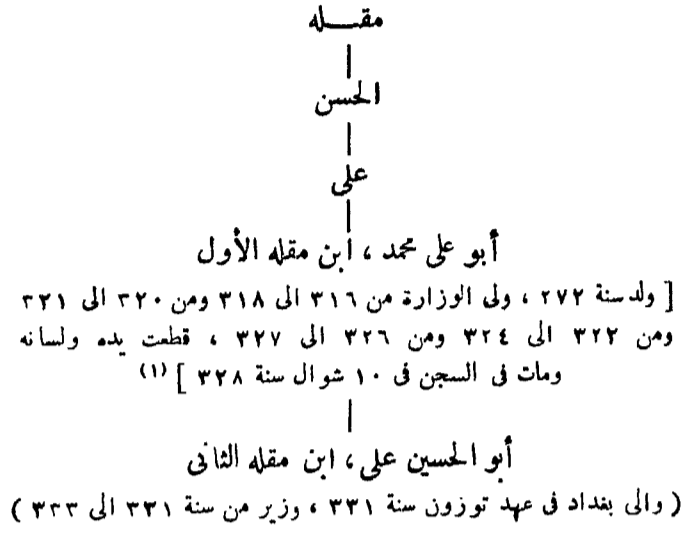 مقـــله
الحسن
على
أبو على محمد ، ابن مقله الأول
[ ولد سنة ٢٧٢ ، ولى الوزارة من ٣١٦ الى ٣١٨ ومن ٣٢٠ الى ٣٢١
ومن ٣٢٢ الى ٣٢٤ ومن ٣٢٦ الى ٣٢٧ ، قطعت يده ولسانه
ومات فى السجن فى ١٠ شوال سنة ٣٢٨ ] (١)
أبو الحسين على ، ابن مقله الثانى
( والى بغداد فى عهد توزون سنة ٣٣١ ، وزير من سنة ٣٣١ الى ٣٣٣ )